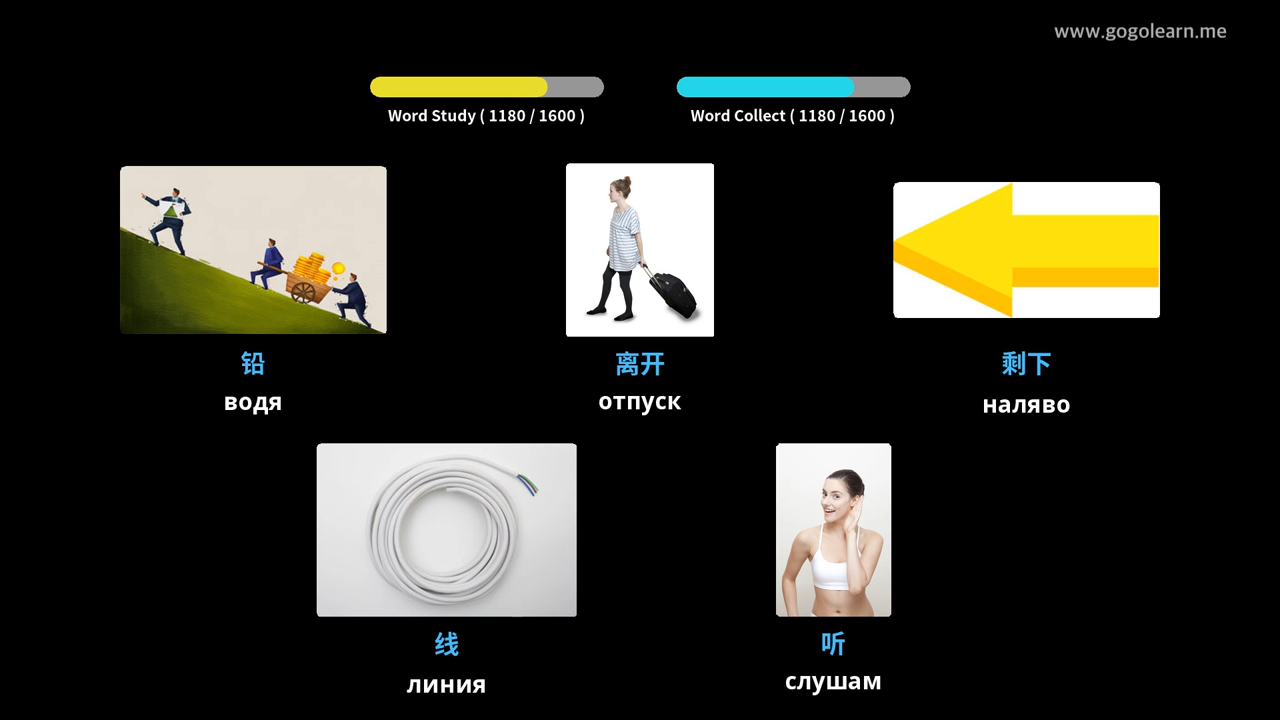 www.gogolearn.me
Word Study ( 1180 / 1600 )
Word Collect ( 1180 / 1600 )
铅
водя
离开
отпуск
剩下
наляво
线
линия
听
слушам